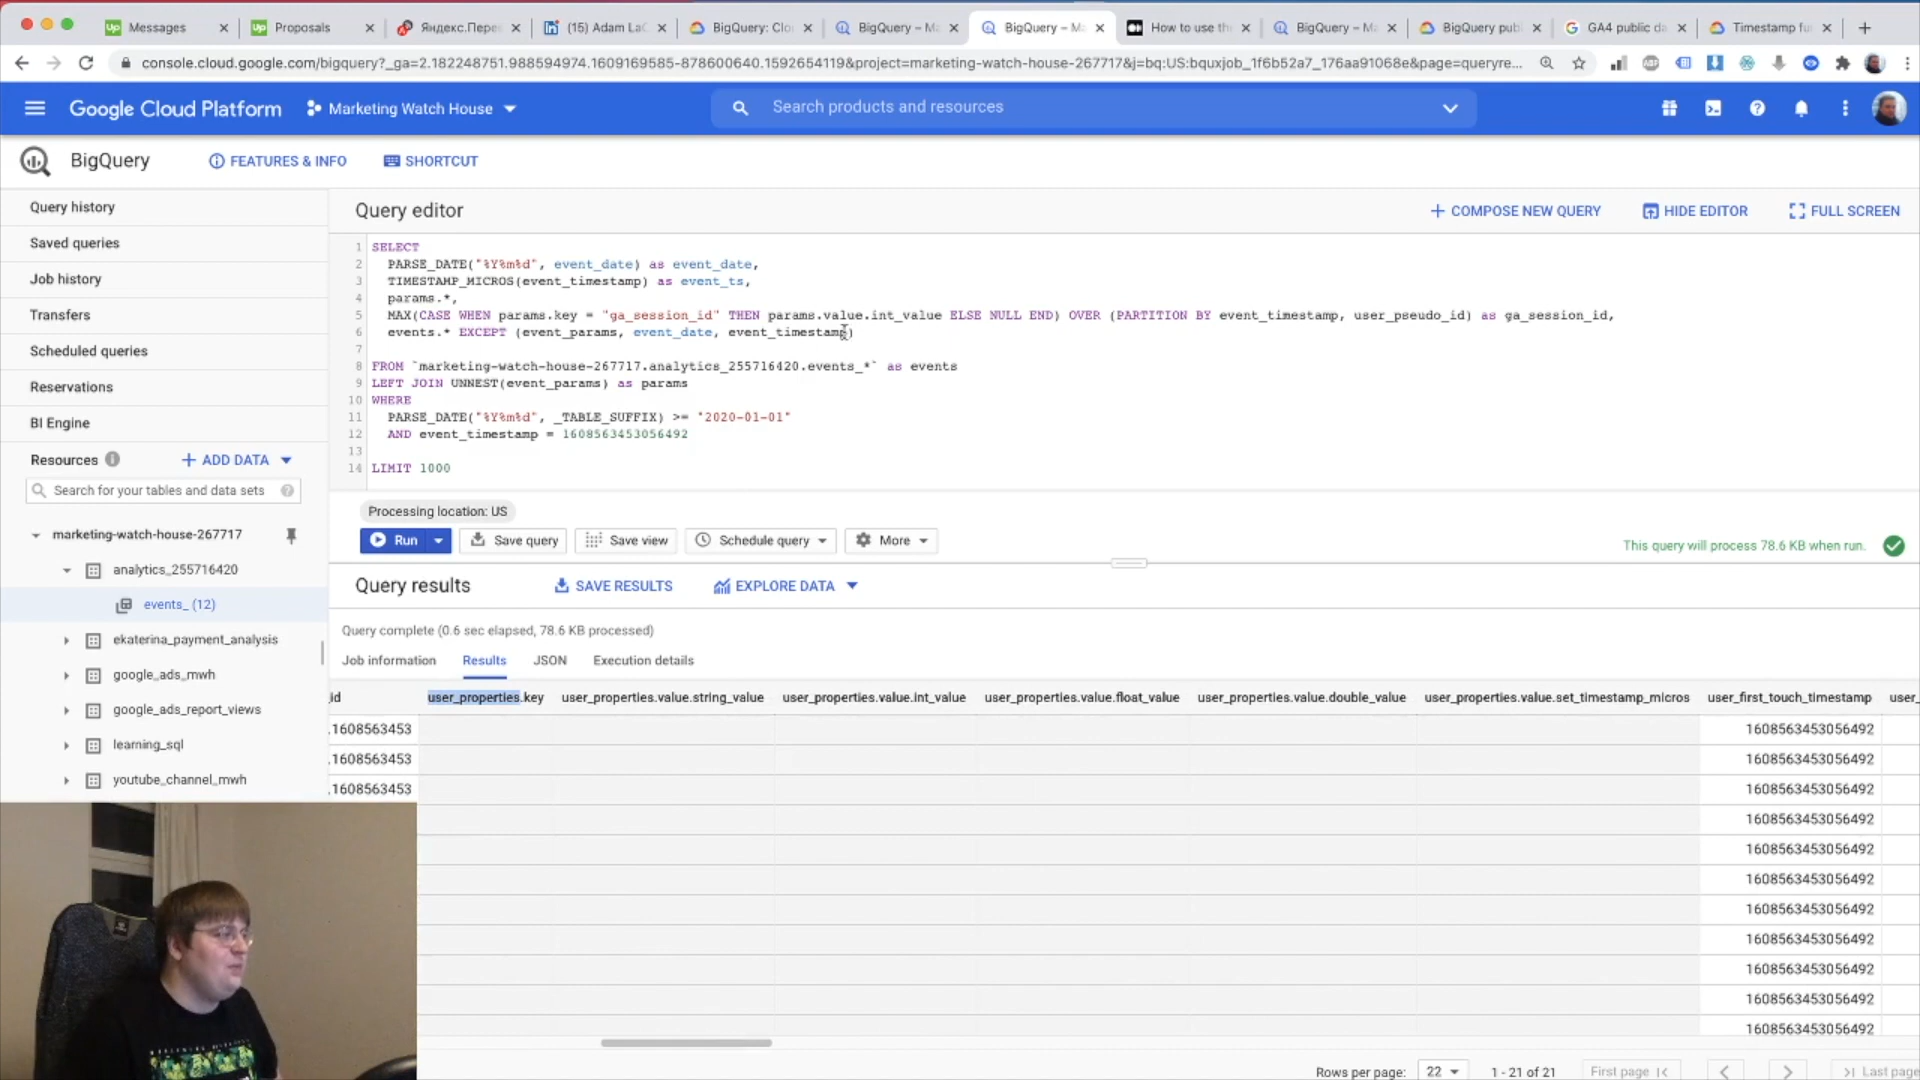 Messages
Proposals
Яндекс.Пере
(15) Adam LaC
BigQuery: Clou
BigQuery – Ma
BigQuery – Ma
How to use the
BigQuery – Ma
BigQuery publ
GA4 public da
Timestamp fu
console.cloud.google.com/bigquery?_ga=2.182248751.988594974.1609169585-878600640.1592654119&project=marketing-watch-house-267717&j=bq:US:bquxjob_1f6b52a7_176aa91068e&page=queryre...
Google Cloud Platform
Marketing Watch House
Search products and resources
BigQuery
FEATURES & INFO
SHORTCUT
Query history
Saved queries
Job history
Transfers
Scheduled queries
Reservations
BI Engine
Resources
+ ADD DATA
Search for your tables and data sets
marketing-watch-house-267717
analytics_255716420
events_ (12)
ekaterina_payment_analysis
google_ads_mwh
google_ads_report_views
learning_sql
youtube_channel_mwh
Query editor
+ COMPOSE NEW QUERY
HIDE EDITOR
FULL SCREEN
1 SELECT
2 PARSE_DATE("%Y%m%d", event_date) as event_date,
3 TIMESTAMP_MICROS(event_timestamp) as event_ts,
4 params.*,
5 MAX(CASE WHEN params.key = "ga_session_id" THEN params.value.int_value ELSE NULL END) OVER (PARTITION BY event_timestamp, user_pseudo_id) as ga_session_id,
6 events.* EXCEPT (event_params, event_date, event_timestamp)
7
8 FROM `marketing-watch-house-267717.analytics_255716420.events_*` as events
9 LEFT JOIN UNNEST(event_params) as params
10 WHERE
11 PARSE_DATE("%Y%m%d", _TABLE_SUFFIX) >= "2020-01-01"
12 AND event_timestamp = 1608563453056492
13
14 LIMIT 1000
Processing location: US
Run
Save query
Save view
Schedule query
More
This query will process 78.6 KB when run.
Query results
SAVE RESULTS
EXPLORE DATA
Query complete (0.6 sec elapsed, 78.6 KB processed)
Job information
Results
JSON
Execution details
_id user_properties.key user_properties.value.string_value user_properties.value.int_value user_properties.value.float_value user_properties.value.double_value user_properties.value.set_timestamp_micros user_first_touch_timestamp user_
.1608563453 1608563453056492
.1608563453 1608563453056492
.1608563453 1608563453056492
1608563453056492
1608563453056492
1608563453056492
1608563453056492
1608563453056492
1608563453056492
1608563453056492
1608563453056492
Rows per page: 22 1 - 21 of 21 First page Last page